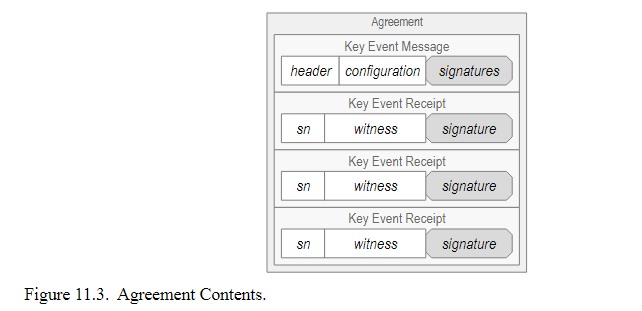 Agreement
Key Event Message
header configuration signatures
Key Event Receipt
sn witness signature
Key Event Receipt
sn witness signature
Key Event Receipt
sn witness signature
Figure 11.3. Agreement Contents.